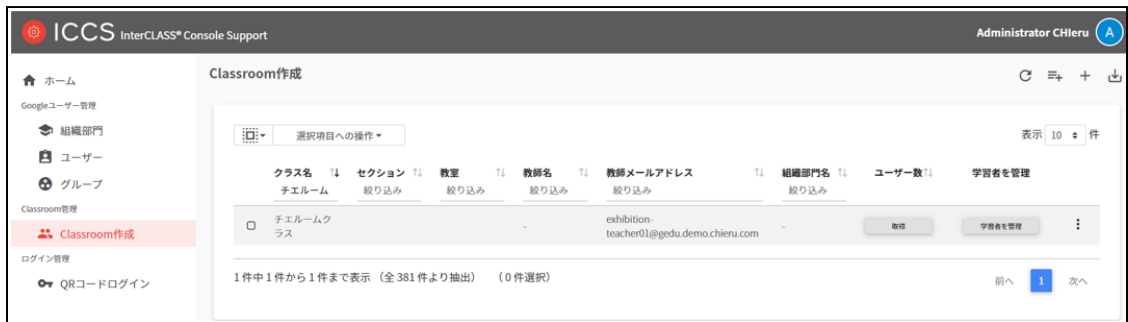 ICCS InterCLASS® Console Support
Administrator CHIeru A
ホーム
Googleユーザー管理
組織部門
ユーザー
グループ
Classroom管理
Classroom作成
ログイン管理
QRコードログイン
Classroom作成
選択項目への操作
表示 10 件
クラス名 セクション 教室 教師名 教師メールアドレス 組織部門名 ユーザー数 学習者を管理
チエルーム 絞り込み 絞り込み 絞り込み 絞り込み 絞り込み
チエルームク
ラス
-
exhibition-
teacher01@gedu.demo.chieru.com
-
取得
学習者を管理
1件中1件から1件まで表示 (全381件より抽出) (0件選択)
前へ 1 次へ